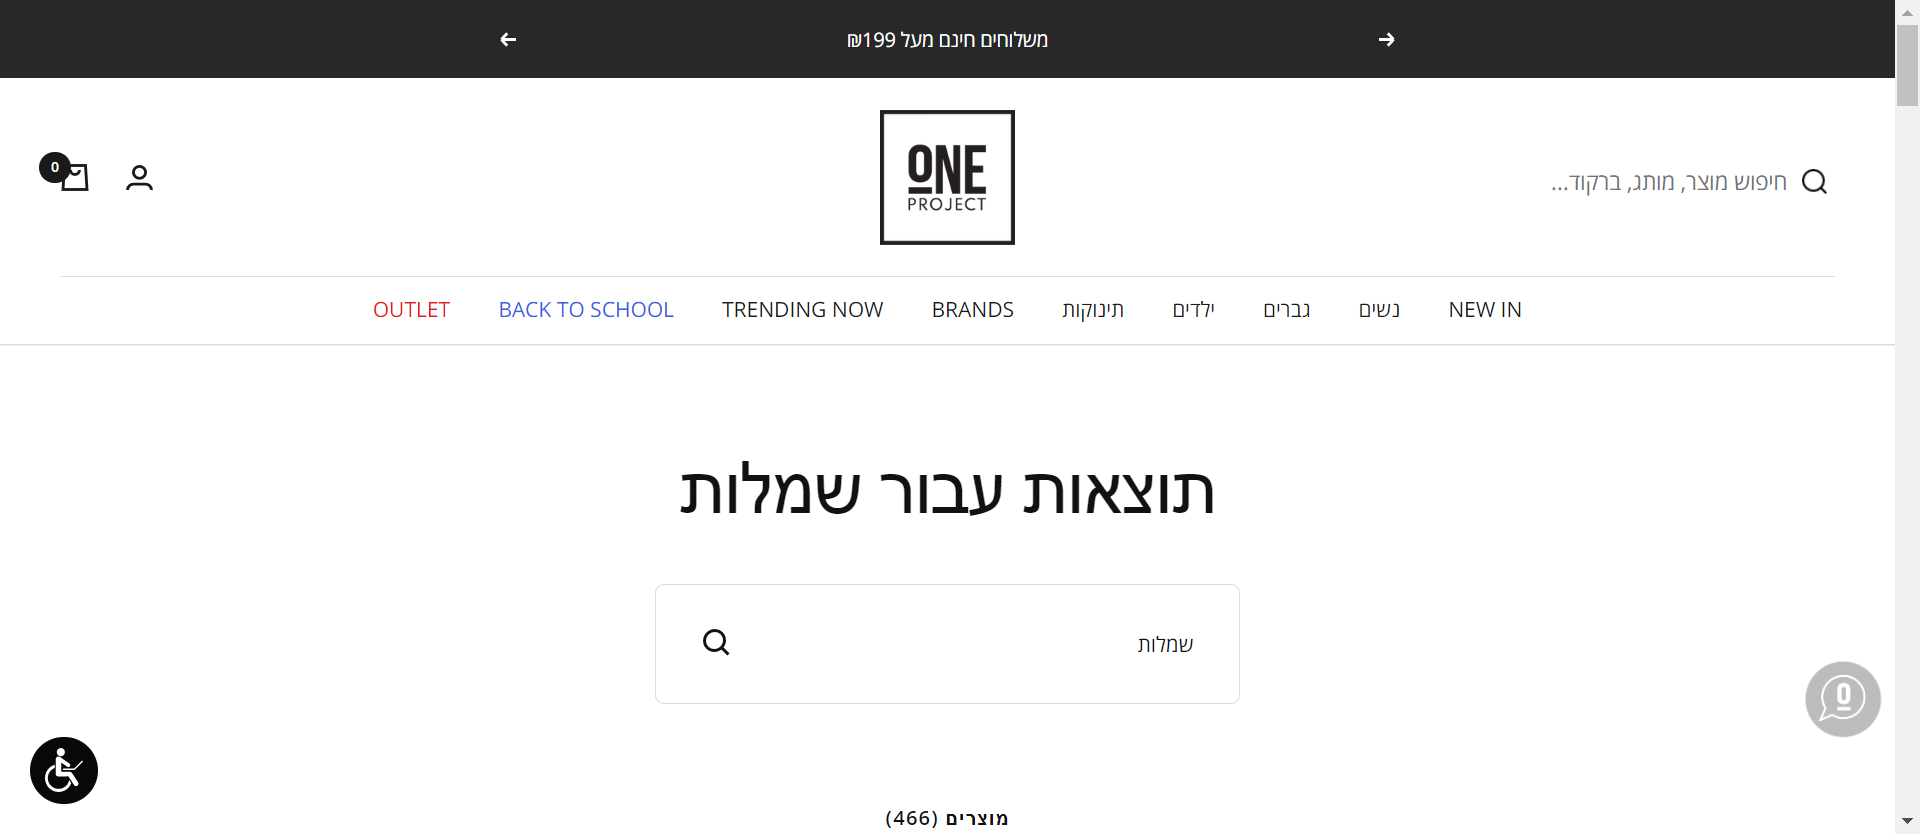 משלוחים חינם מעל 199₪
חיפוש מוצר, מותג, ברקוד...
ONE
PROJECT
0
NEW IN
נשים
גברים
ילדים
תינוקות
BRANDS
TRENDING NOW
BACK TO SCHOOL
OUTLET
תוצאות עבור שמלות
שמלות
מוצרים (466)